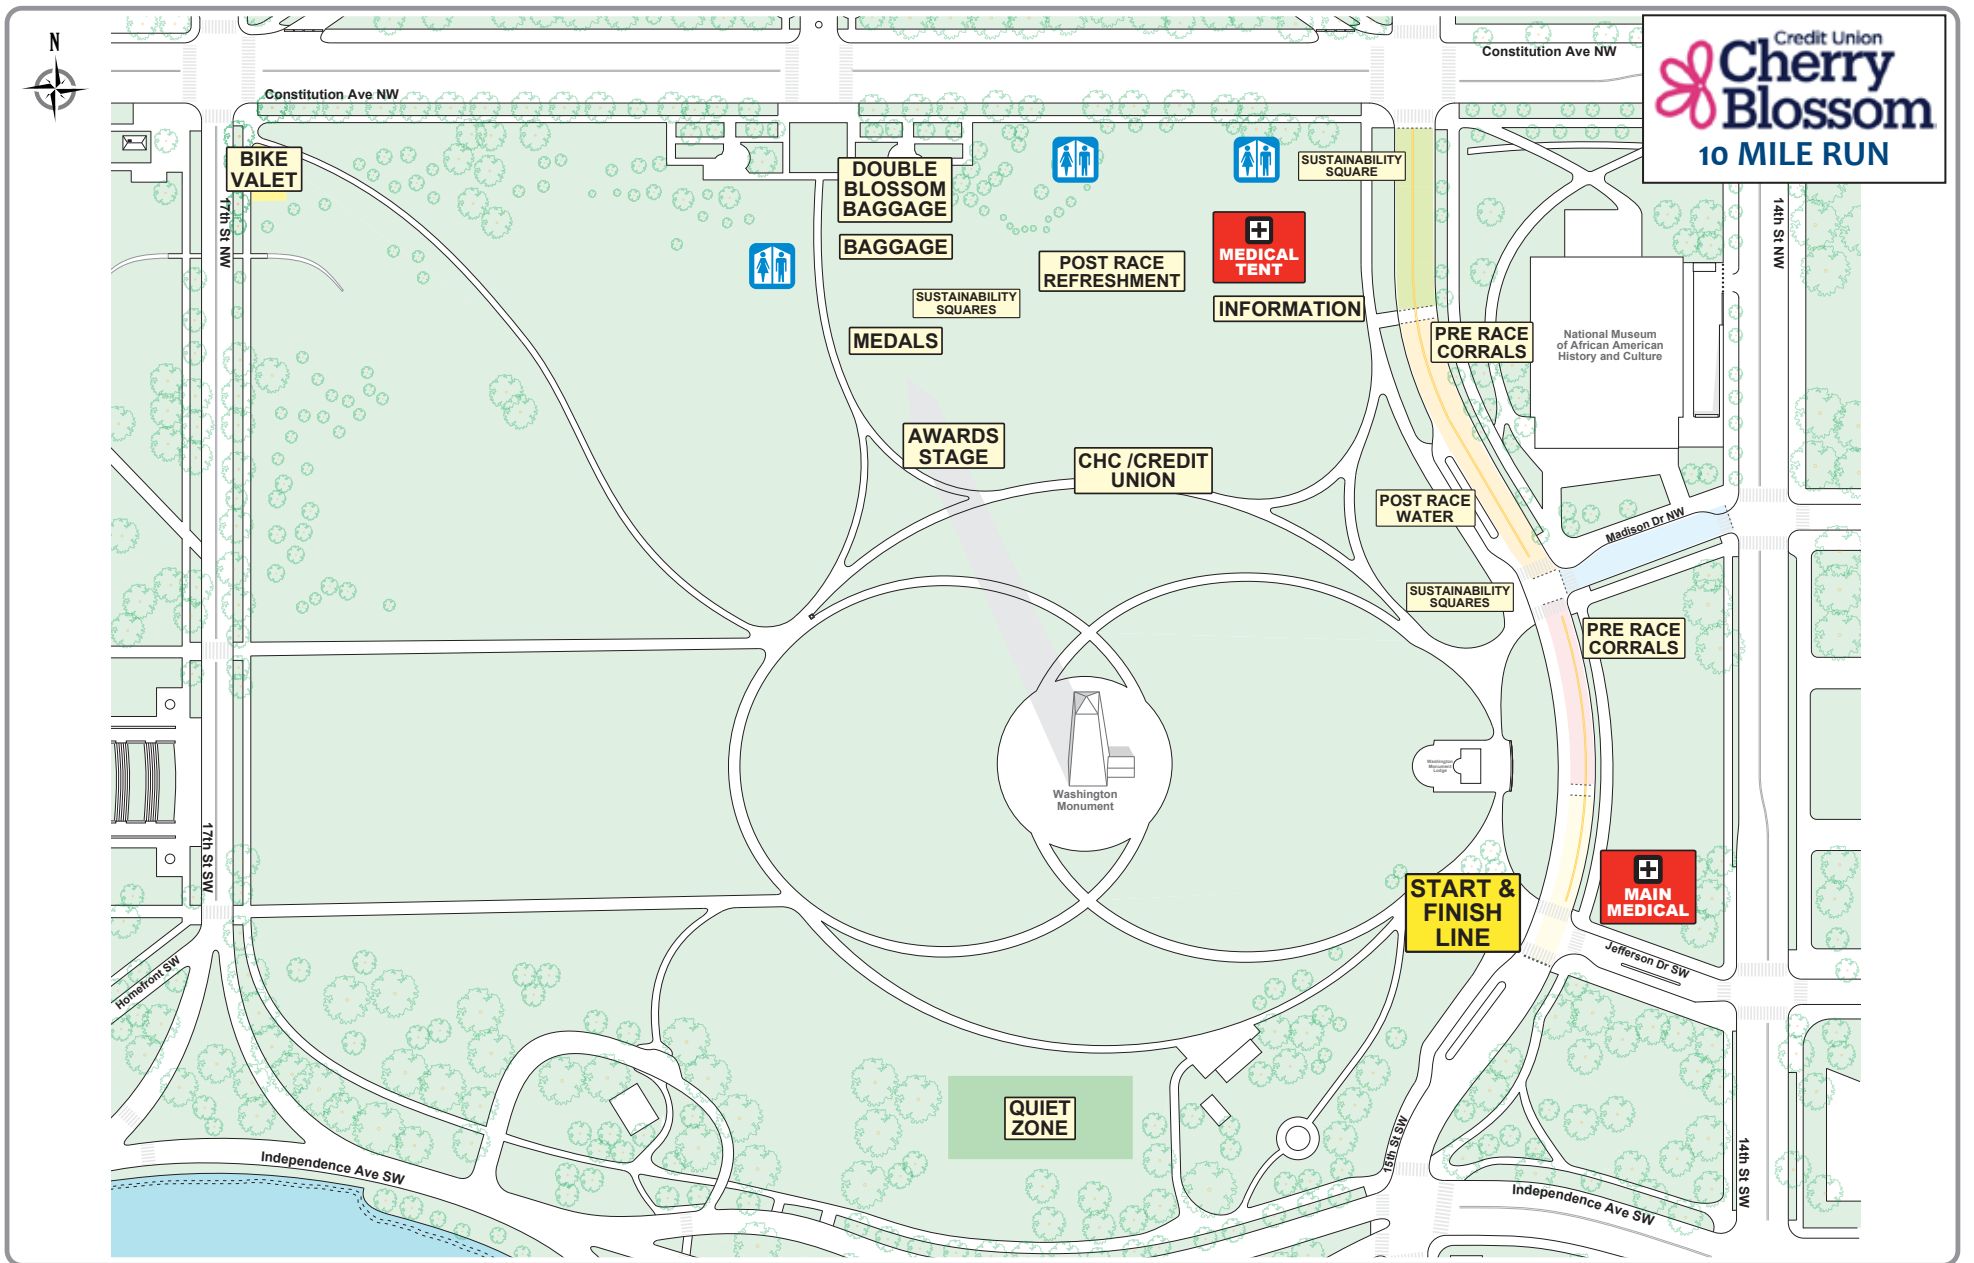 N
Constitution Ave NW
Constitution Ave NW
Credit Union
Cherry
Blossom
10 MILE RUN
BIKE
VALET
17th St NW
DOUBLE
BLOSSOM
BAGGAGE
BAGGAGE
SUSTAINABILITY
SQUARE
MEDICAL
TENT
POST RACE
REFRESHMENT
INFORMATION
SUSTAINABILITY
SQUARES
MEDALS
PRE RACE
CORRALS
National Museum
of African American
History and Culture
14th St NW
AWARDS
STAGE
CHC /CREDIT
UNION
POST RACE
WATER
Madison Dr NW
SUSTAINABILITY
SQUARES
PRE RACE
CORRALS
Washington
Monument
Washington
Monument
Lodge
17th St SW
START &
FINISH
LINE
MAIN
MEDICAL
Jefferson Dr SW
Homefront SW
QUIET
ZONE
15th St SW
14th St SW
Independence Ave SW
Independence Ave SW